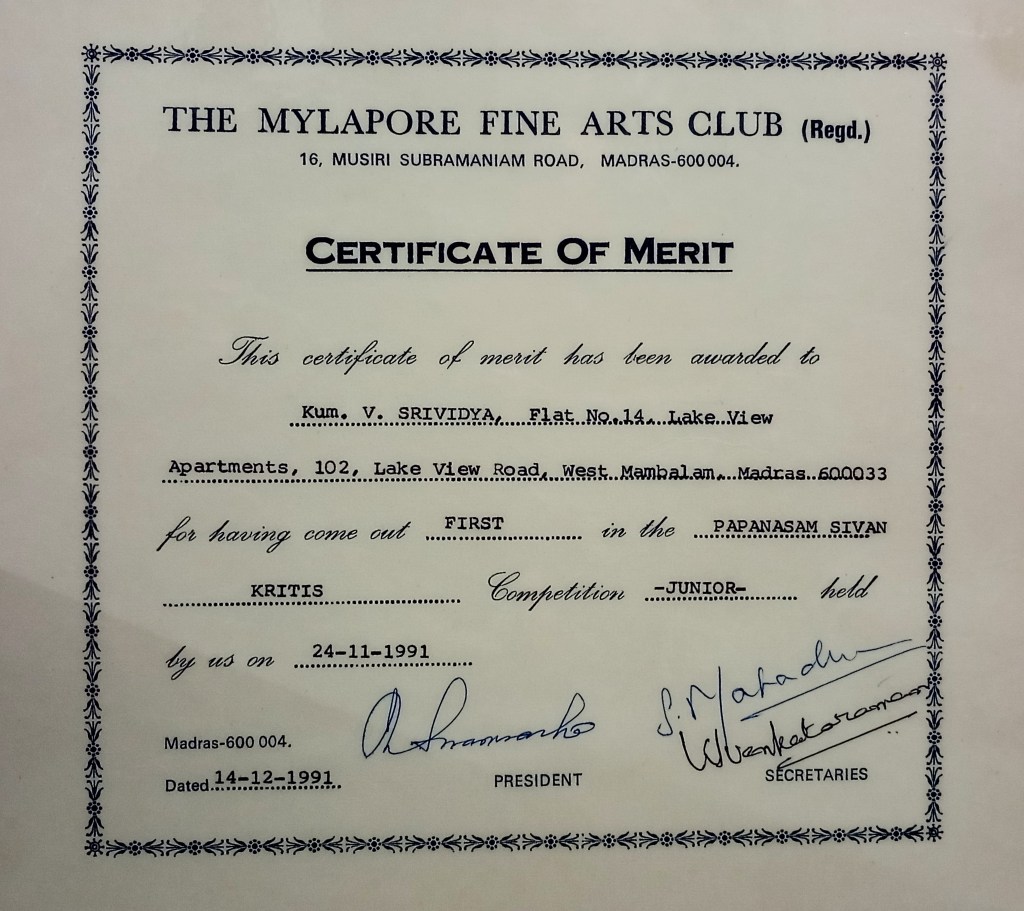 THE MYLAPORE FINE ARTS CLUB (Regd.)
16, MUSIRI SUBRAMANIAM ROAD, MADRAS-600 004.
CERTIFICATE OF MERIT
This certificate of merit has been awarded to
Kum. V. SRIVIDYA, Flat No.14, Lake View
Apartments, 102, Lake View Road, West Mambalam, Madras 600033
for having come out FIRST in the PAPANASAM SIVAN
KRITIS Competition -JUNIOR- held
by us on 24-11-1991
Venkataraman
Madras-600 004.
Dated 14-12-1991
PRESIDENT
SECRETARIES